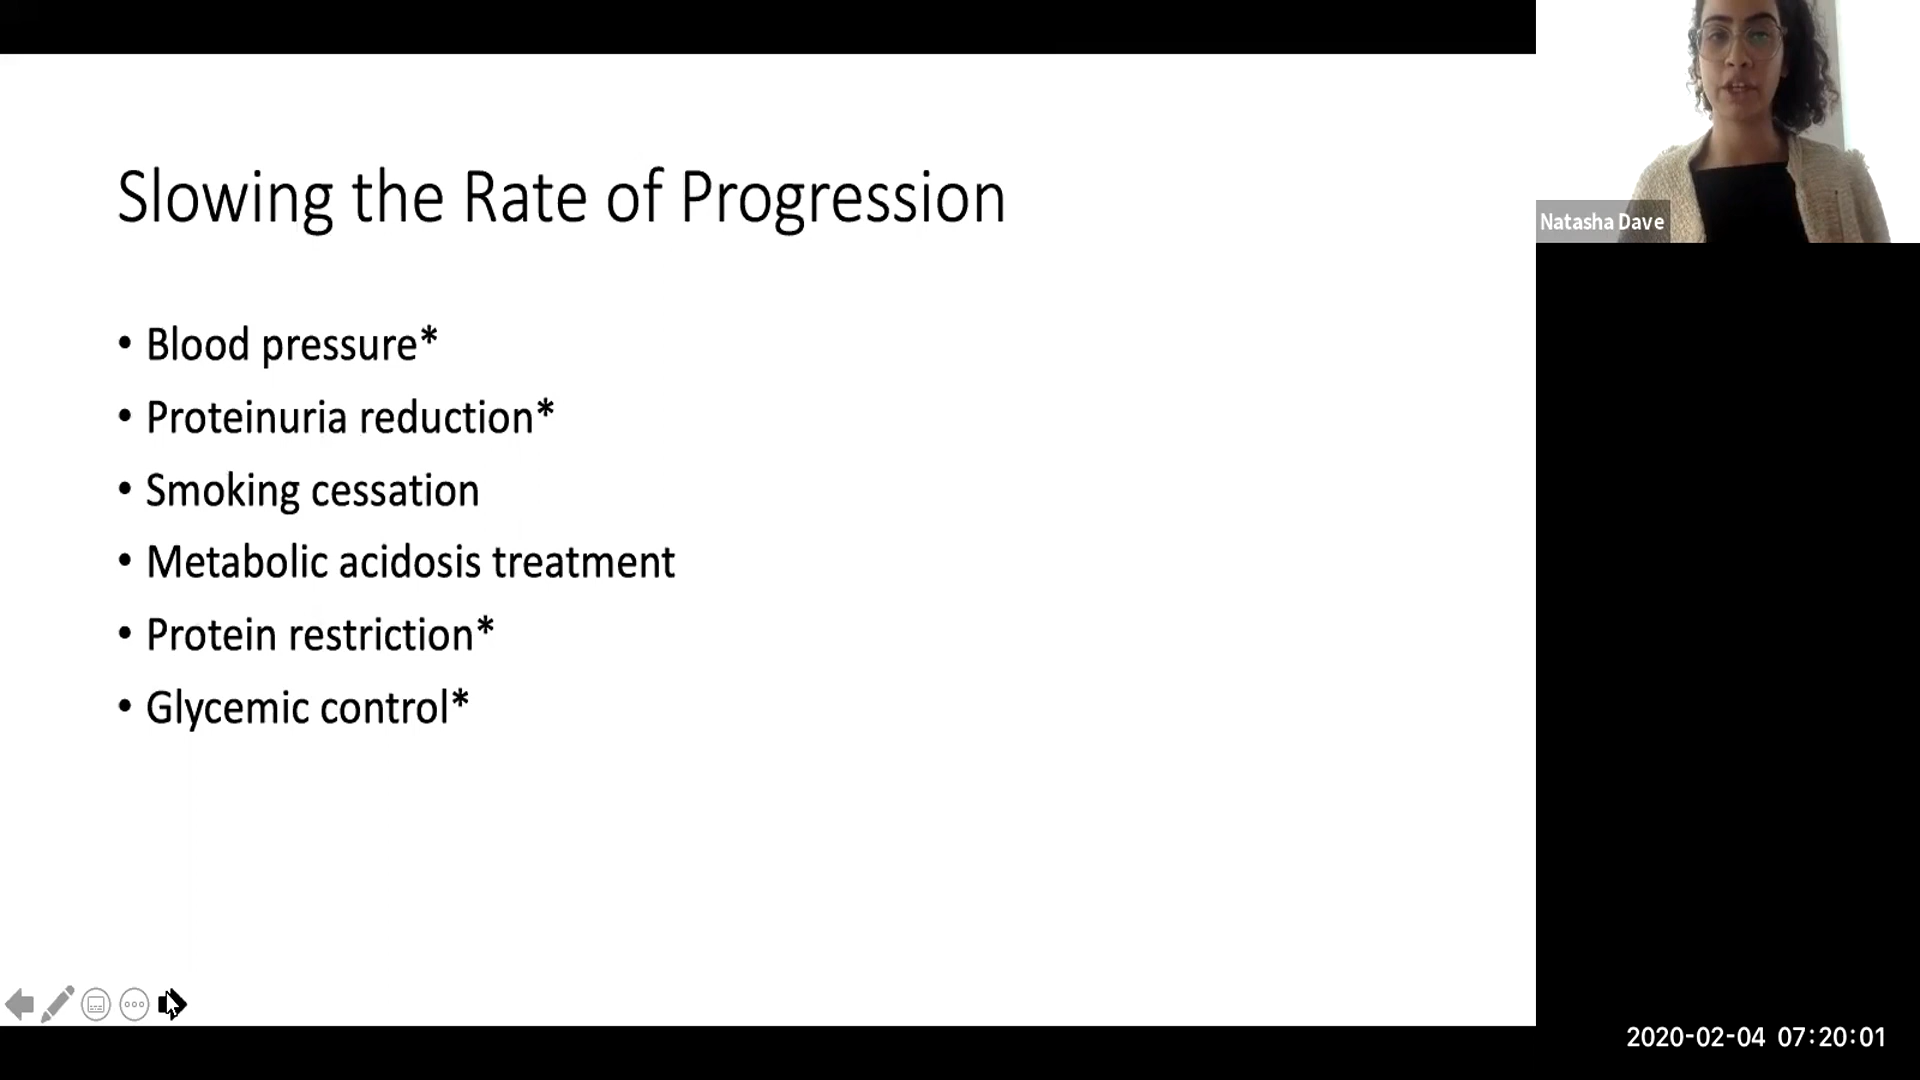 Slowing the Rate of Progression
• Blood pressure*
• Proteinuria reduction*
• Smoking cessation
• Metabolic acidosis treatment
• Protein restriction*
• Glycemic control*
Natasha Dave
2020-02-04 07:20:01